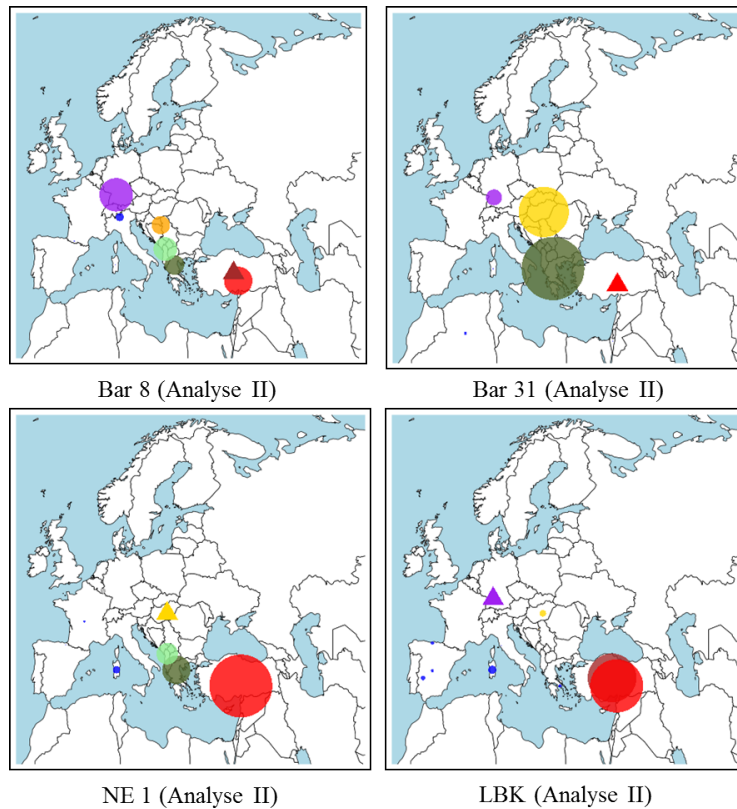 Bar 8 (Analyse II)
Bar 31 (Analyse II)
NE 1 (Analyse II)
LBK (Analyse II)